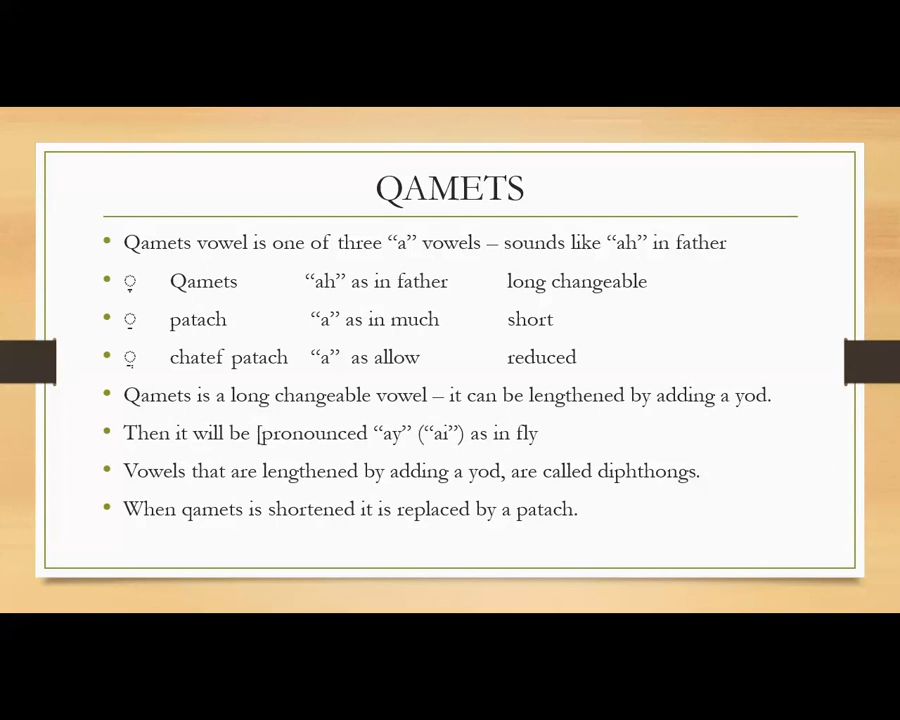 QAMETS
• Qamets vowel is one of three “a” vowels – sounds like “ah” in father
• ◌ָ Qamets “ah” as in father long changeable
• ◌ַ patach “a” as in much short
• ◌ֲ chatef patach “a” as allow reduced
• Qamets is a long changeable vowel – it can be lengthened by adding a yod.
• Then it will be [pronounced “ay” (“ai”) as in fly
• Vowels that are lengthened by adding a yod, are called diphthongs.
• When qamets is shortened it is replaced by a patach.